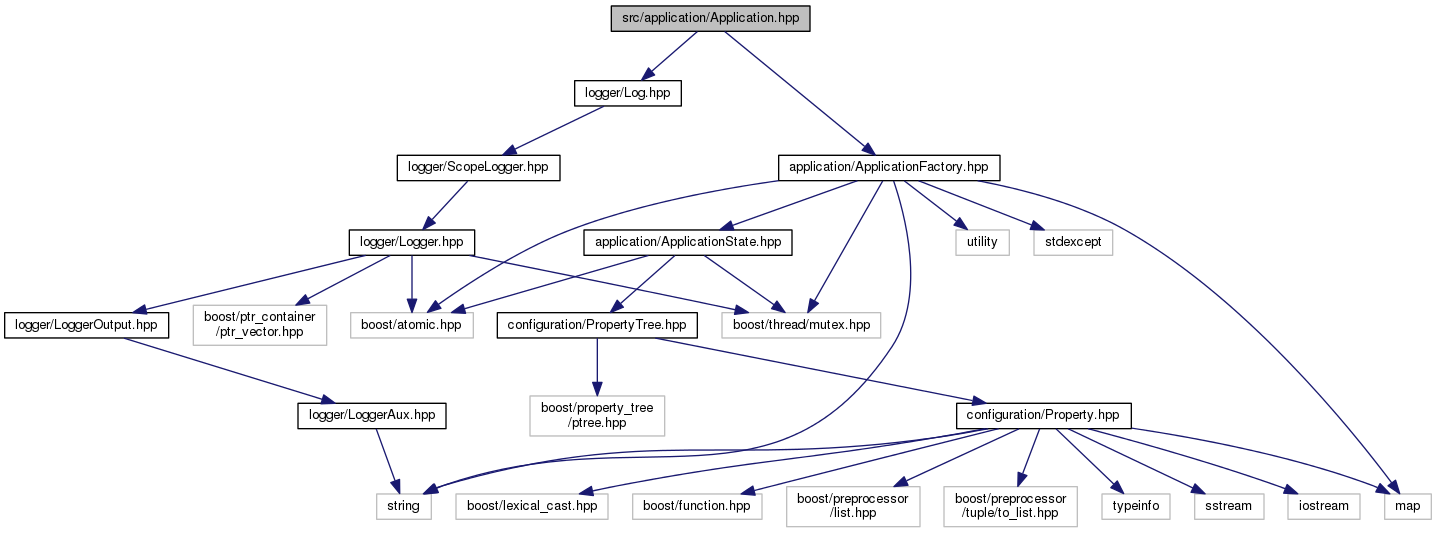 src/application/Application.hpp
logger/Log.hpp
logger/ScopeLogger.hpp
application/ApplicationFactory.hpp
logger/Logger.hpp
application/ApplicationState.hpp
utility
stdexcept
logger/LoggerOutput.hpp
boost/ptr_container
/ptr_vector.hpp
boost/atomic.hpp
configuration/PropertyTree.hpp
boost/thread/mutex.hpp
logger/LoggerAux.hpp
boost/property_tree
/ptree.hpp
configuration/Property.hpp
string
boost/lexical_cast.hpp
boost/function.hpp
boost/preprocessor
/list.hpp
boost/preprocessor
/tuple/to_list.hpp
typeinfo
sstream
iostream
map